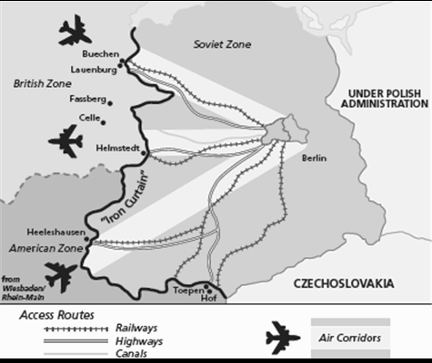 Soviet Zone
Buechen
Lauenburg
British Zone
UNDER POLISH
ADMINISTRATION
Fassberg
Celle
Helmstedt
Berlin
"Iron Curtain"
Heeleshausen
American Zone
from
Wiesbaden/
Rhein-Main
Toepen
Hof
CZECHOSLOVAKIA
Access Routes
Railways
Highways
Canals
Air Corridors